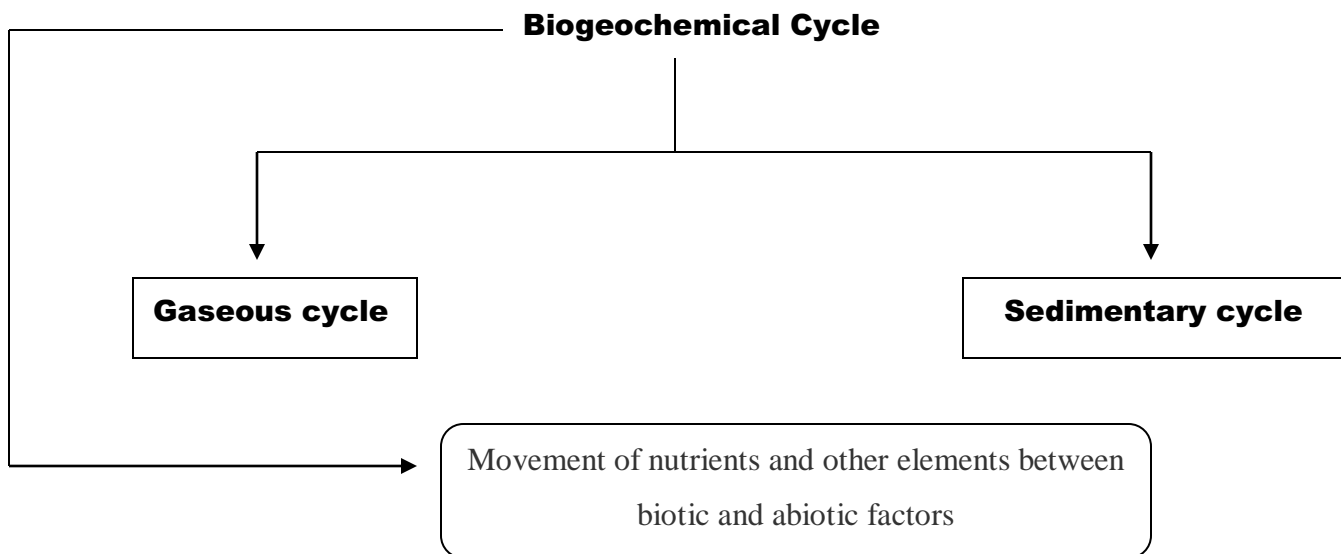 Biogeochemical Cycle
Gaseous cycle
Sedimentary cycle
Movement of nutrients and other elements between
biotic and abiotic factors